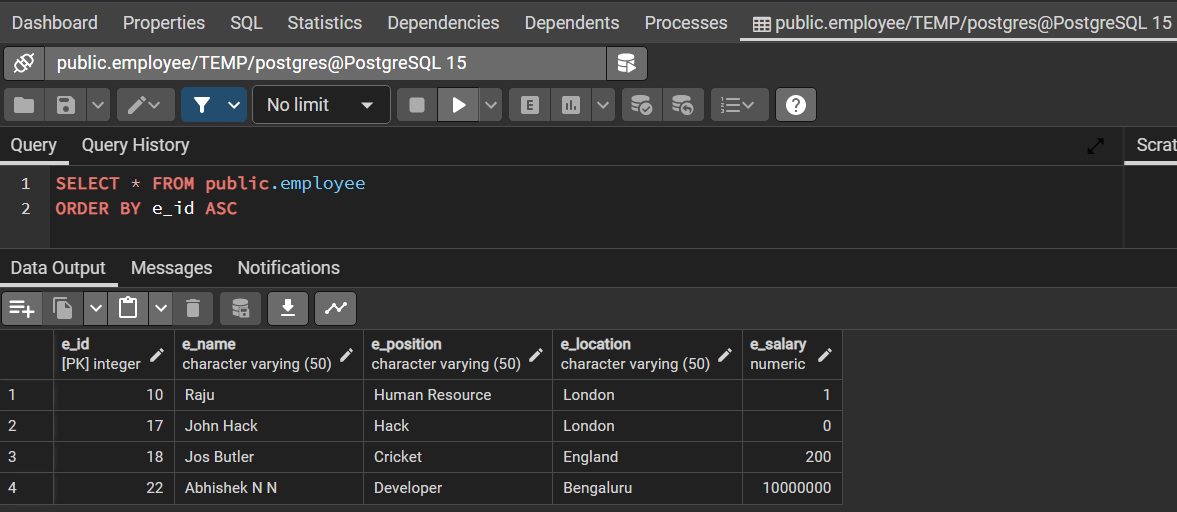 Dashboard Properties SQL Statistics Dependencies Dependents Processes public.employee/TEMP/postgres@PostgreSQL 15
public.employee/TEMP/postgres@PostgreSQL 15
No limit E ?
Query Query History Scrat
1 SELECT * FROM public.employee
2 ORDER BY e_id ASC
Data Output Messages Notifications
e_id e_name e_position e_location e_salary
[PK] integer character varying (50) character varying (50) character varying (50) numeric
1 10 Raju Human Resource London 1
2 17 John Hack Hack London 0
3 18 Jos Butler Cricket England 200
4 22 Abhishek N N Developer Bengaluru 10000000